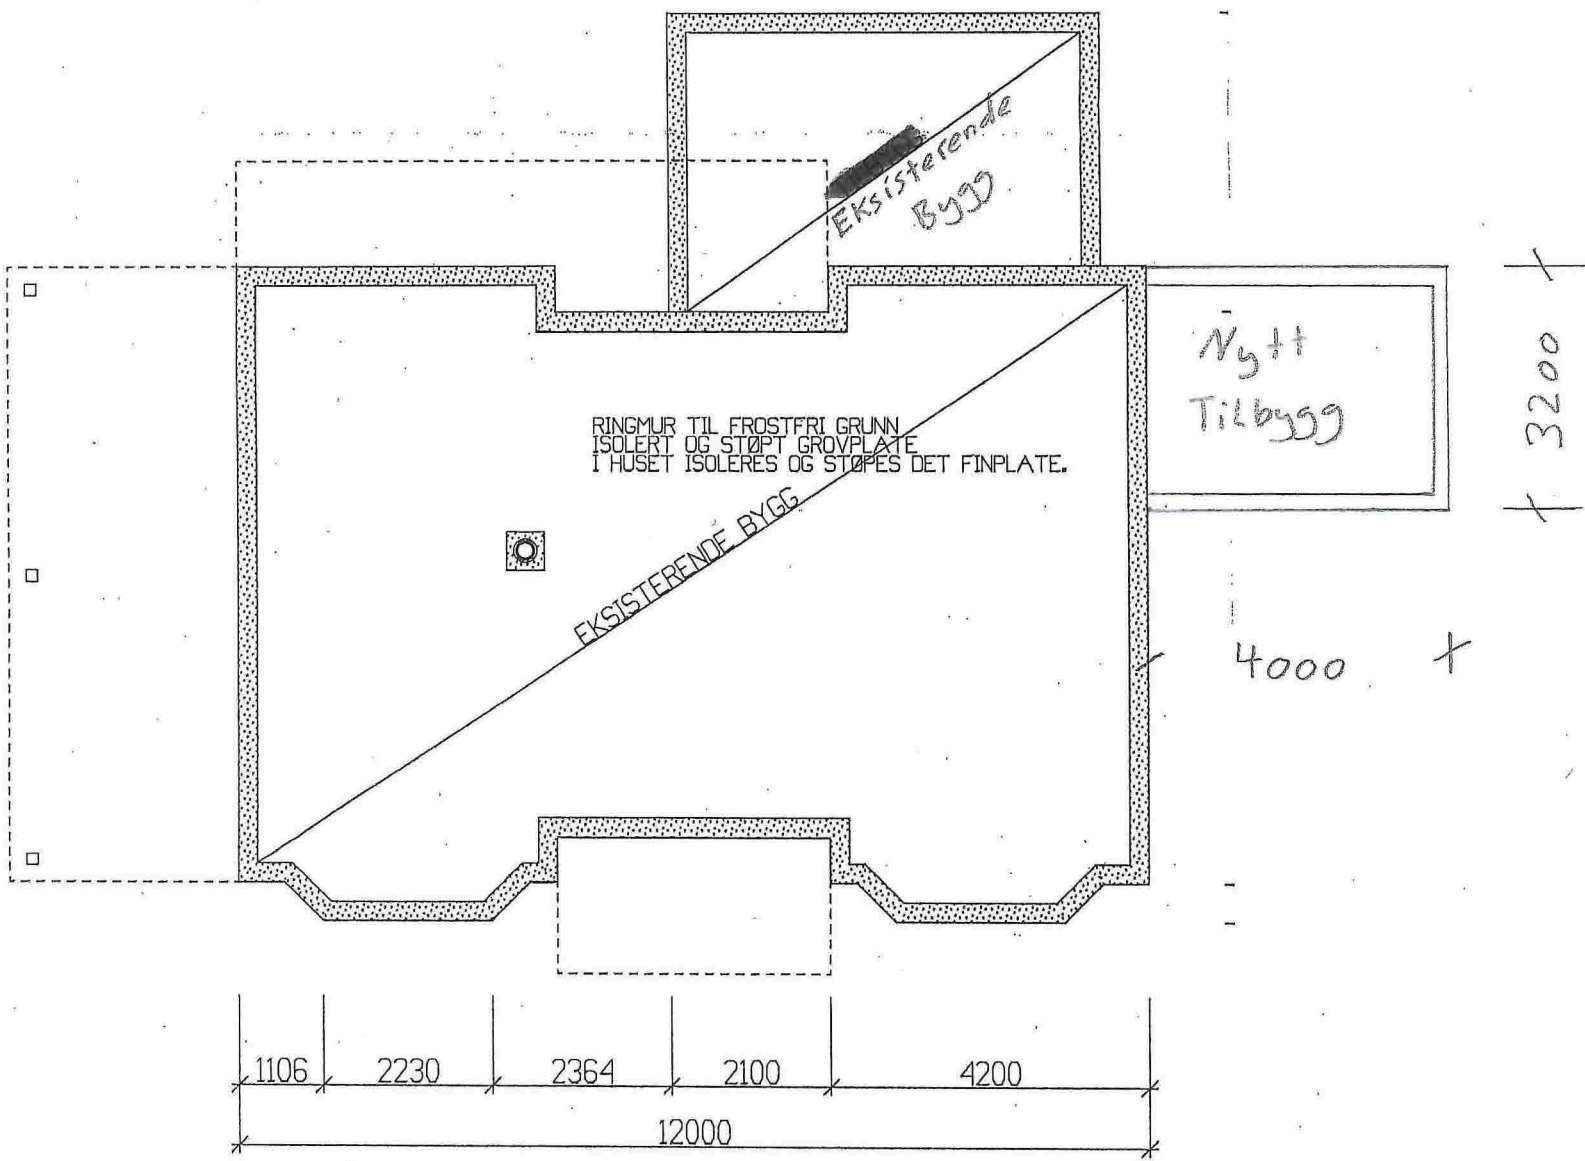 Eksisterende
Bygg
Nytt
Tilbygg
3200
RINGMUR TIL FROSTFRI GRUNN
ISOLERT OG STØPT GROVPLATE
I HUSET ISOLERES OG STØPES DET FINPLATE.
EKSISTERENDE BYGG
4000
1106 2230 2364 2100 4200
12000